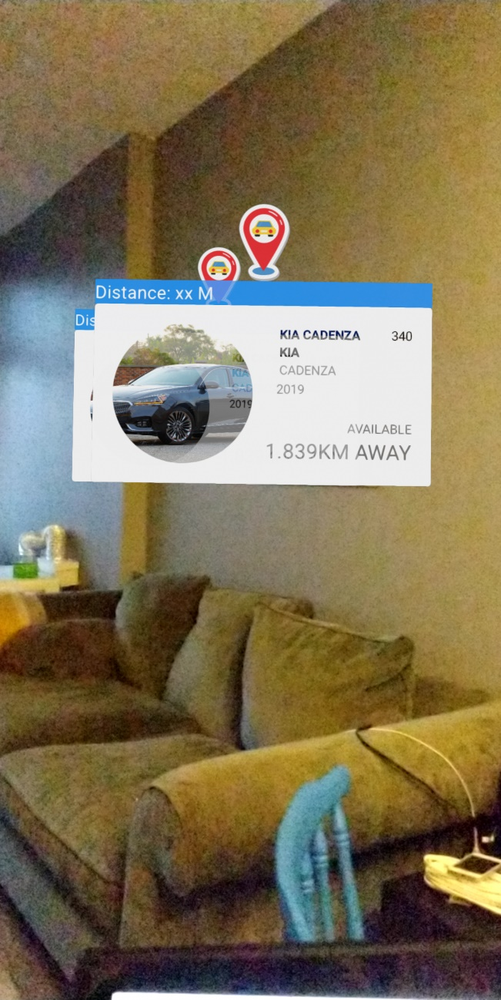 Distance: xx M
Dis
KIA CADENZA 340
KIA
CADENZA
2019
2019
AVAILABLE
1.839KM AWAY